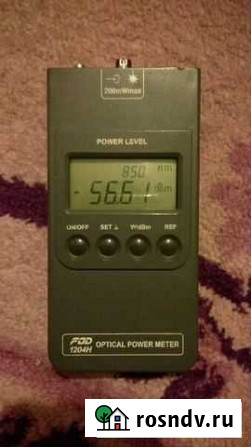 200mWmax
POWER LEVEL
850 nm
-56.61 dBm
On/OFF SET λ W/dBm REF
FOD
1204H OPTICAL POWER METER
rosndv.ru